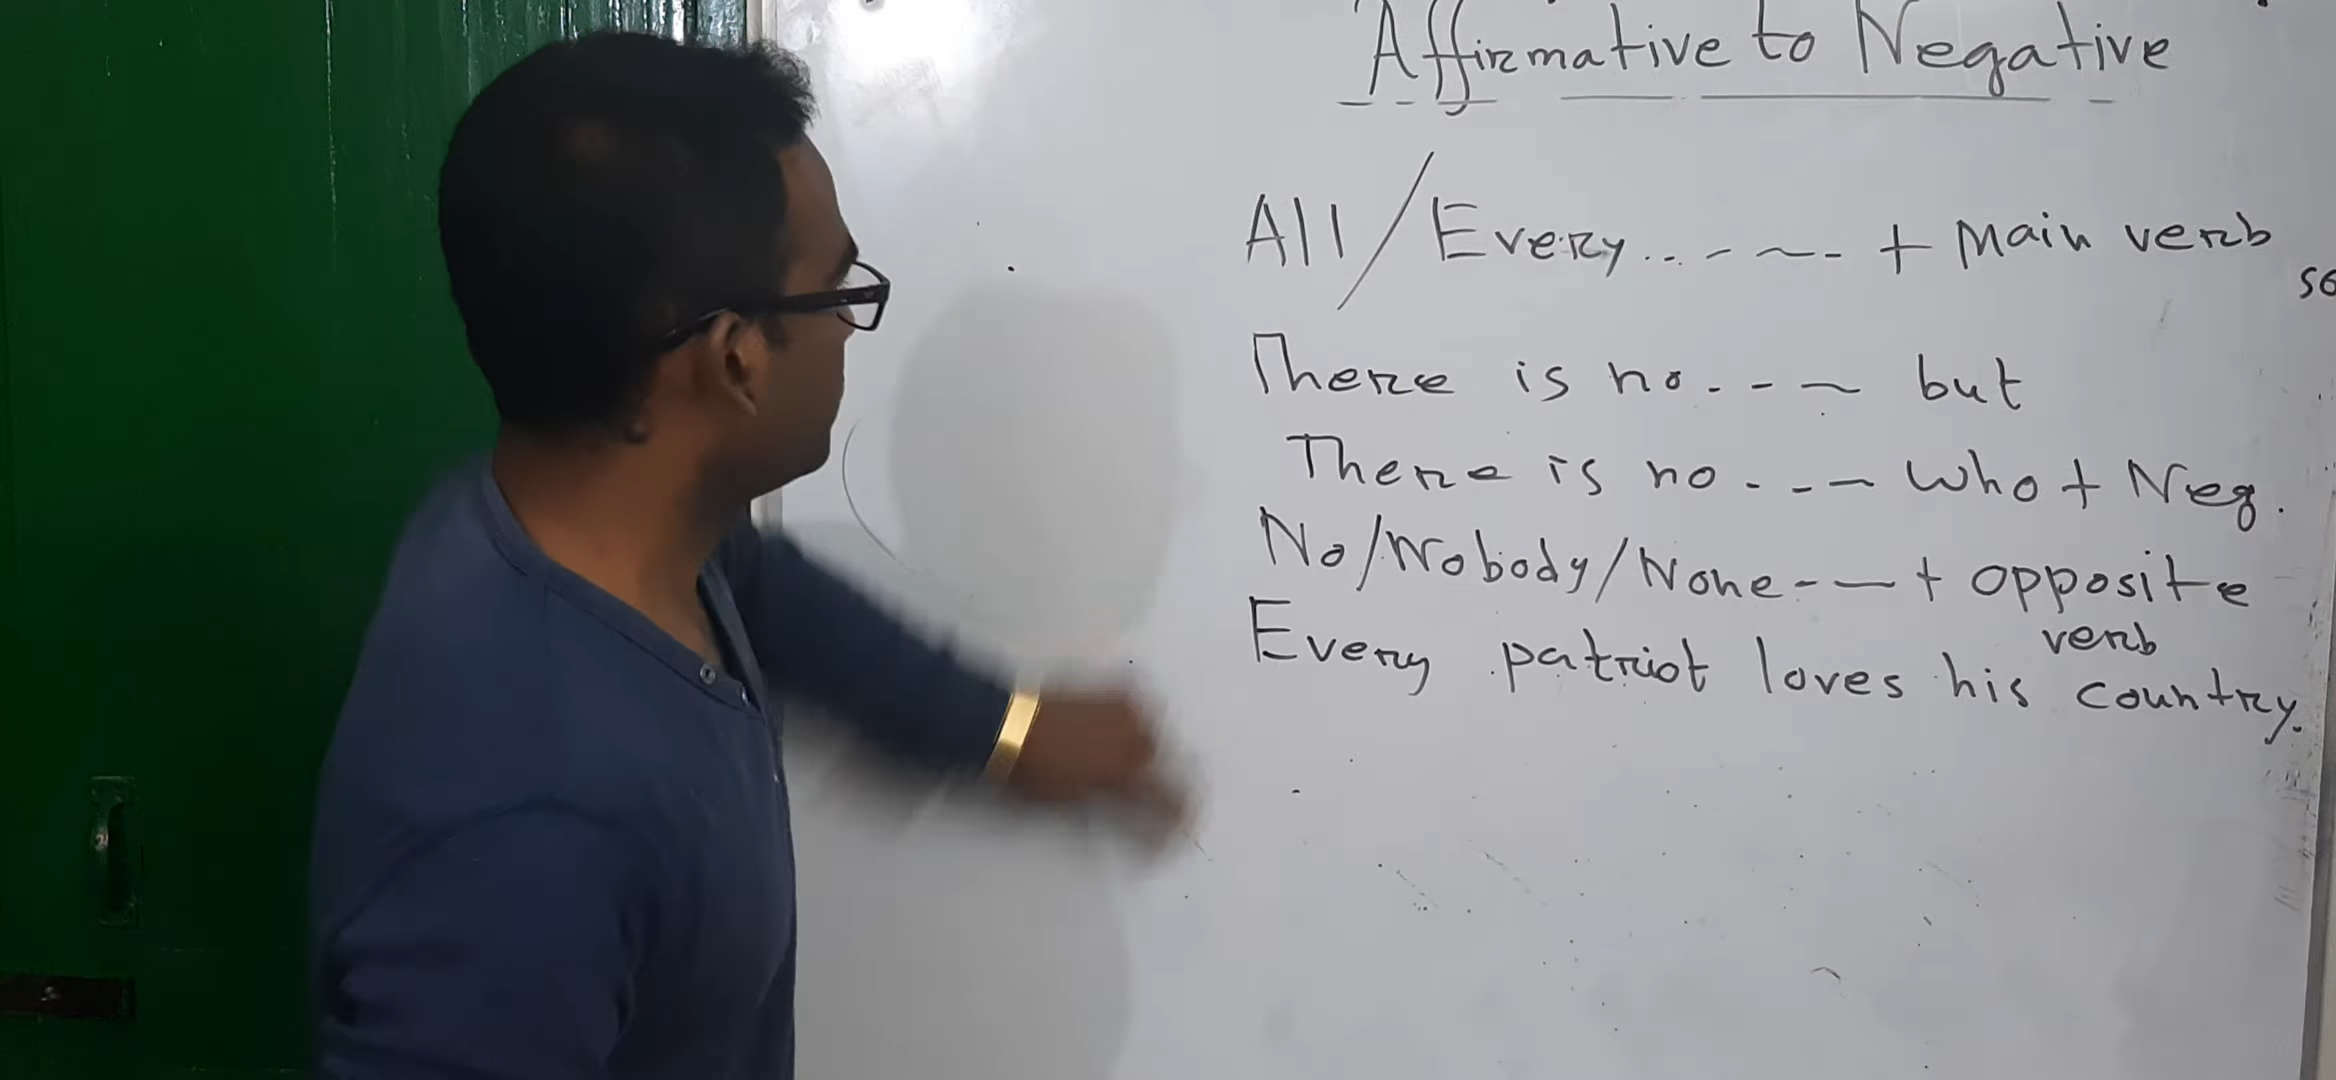 Affirmative to Negative
All/Every..---- + Main verb
There is no.--- but
There is no.--- who + Neg.
No/Nobody/None--- + opposite
verb
Every patriot loves his country.